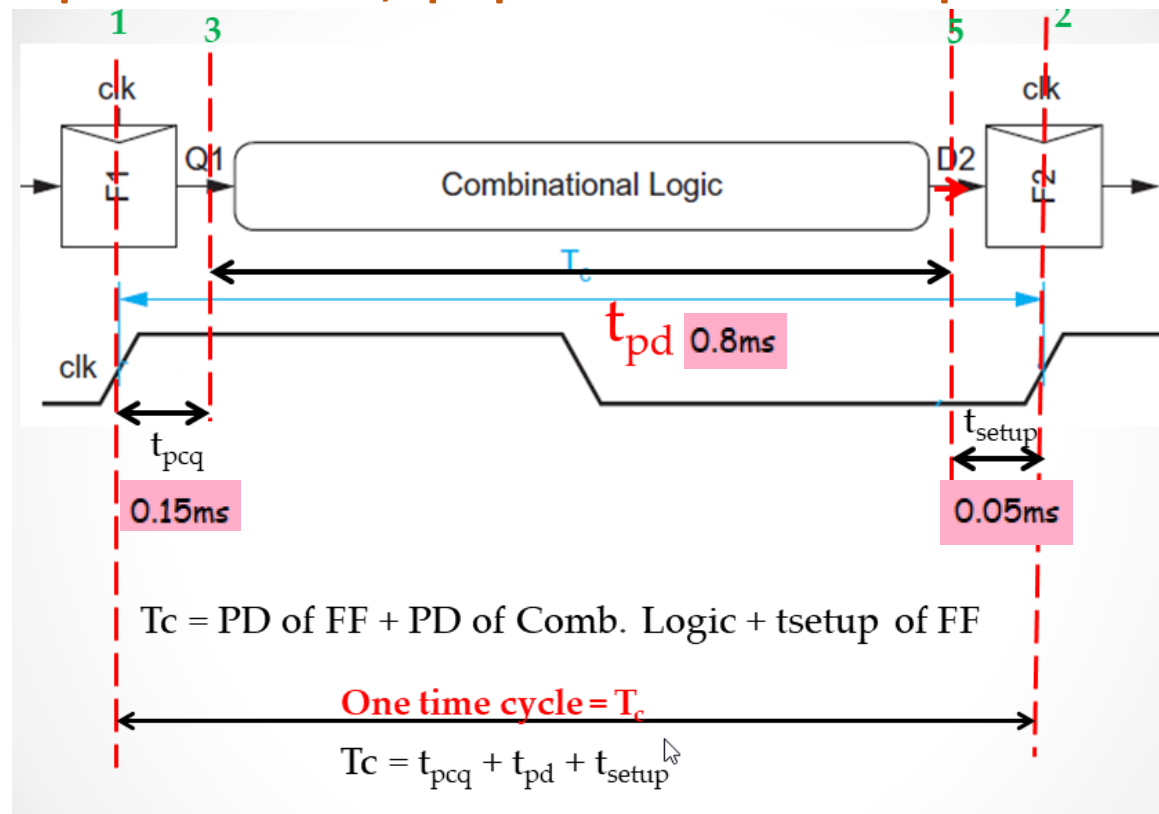 1
3
5
2
clk
clk
F1
Q1
Combinational Logic
D2
F2
Tc
tpd 0.8ms
clk
tpcq
tsetup
0.15ms
0.05ms
Tc = PD of FF + PD of Comb. Logic + tsetup of FF
One time cycle = Tc
Tc = tpcq + tpd + tsetup